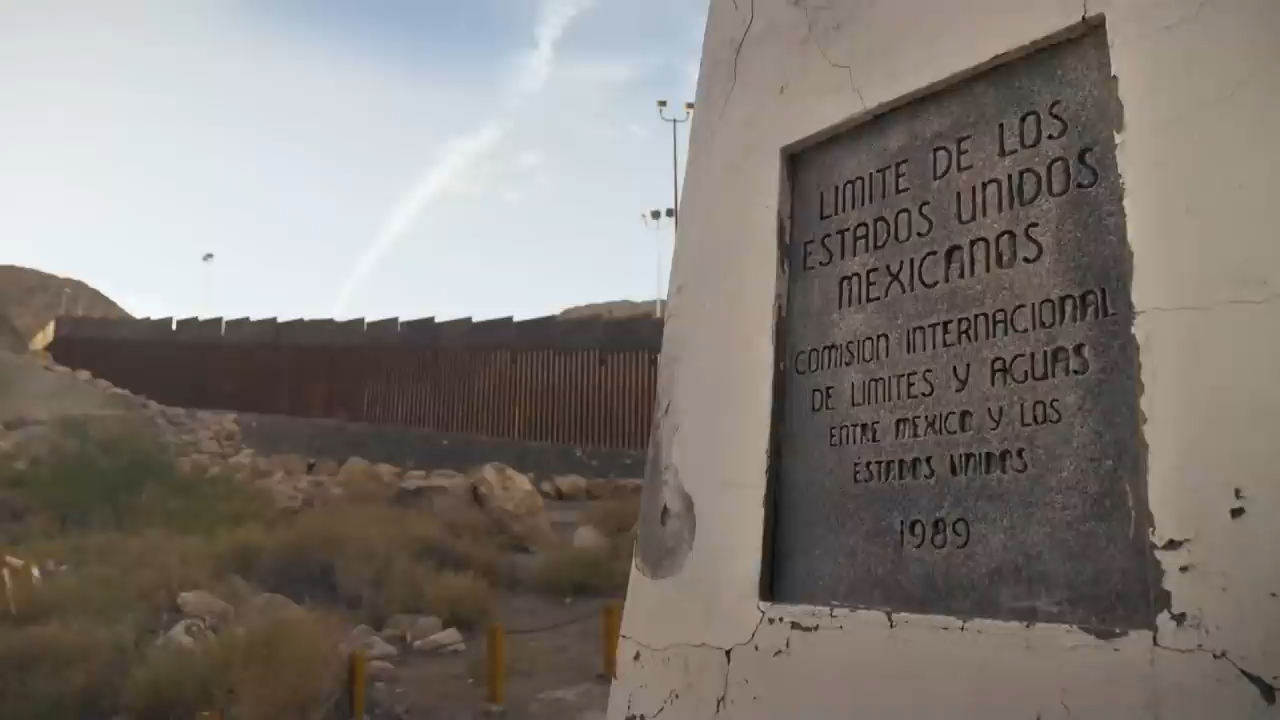 LIMITE DE LOS
ESTADOS UNIDOS
MEXICANOS
COMISION INTERNACIONAL
DE LIMITES Y AGUAS
ENTRE MEXICO Y LOS
ESTADOS UNIDOS
1989